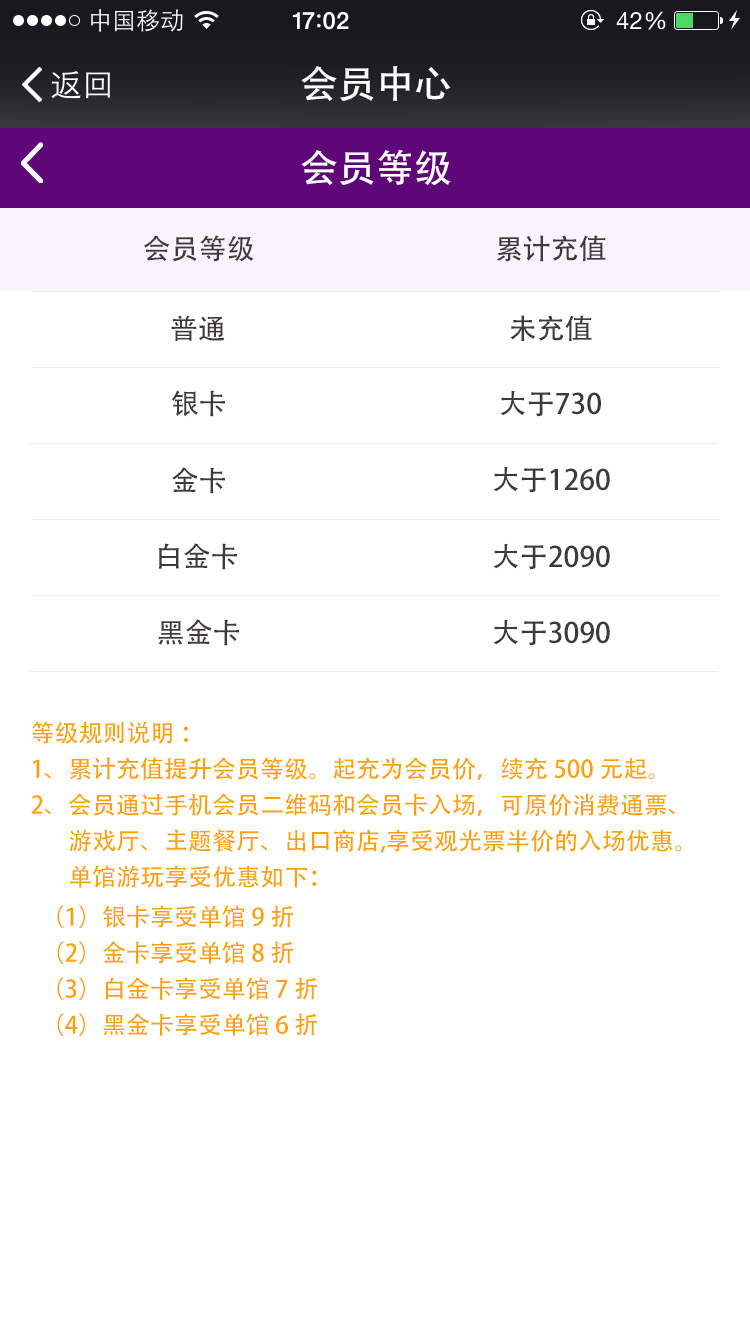 中国移动 17:02 42%
返回 会员中心
会员等级
会员等级 累计充值
普通 未充值
银卡 大于730
金卡 大于1260
白金卡 大于2090
黑金卡 大于3090
等级规则说明：
1、累计充值提升会员等级。起充为会员价，续充 500 元起。
2、会员通过手机会员二维码和会员卡入场，可原价消费通票、
游戏厅、主题餐厅、出口商店,享受观光票半价的入场优惠。
单馆游玩享受优惠如下：
（1）银卡享受单馆 9 折
（2）金卡享受单馆 8 折
（3）白金卡享受单馆 7 折
（4）黑金卡享受单馆 6 折